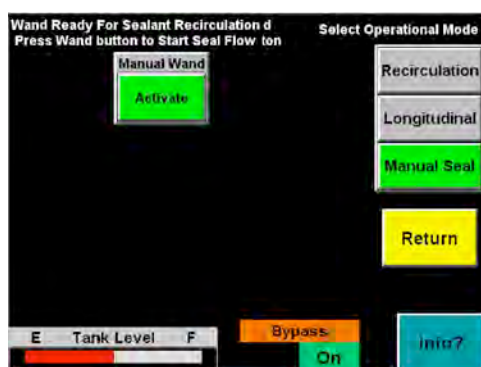 Wand Ready For Sealant Recirculation d
Press Wand button to Start Seal Flow ton
Select Operational Mode
Manual Wand
Activate
Recirculation
Longitudinal
Manual Seal
Return
E Tank Level F
Bypass
On
Info?